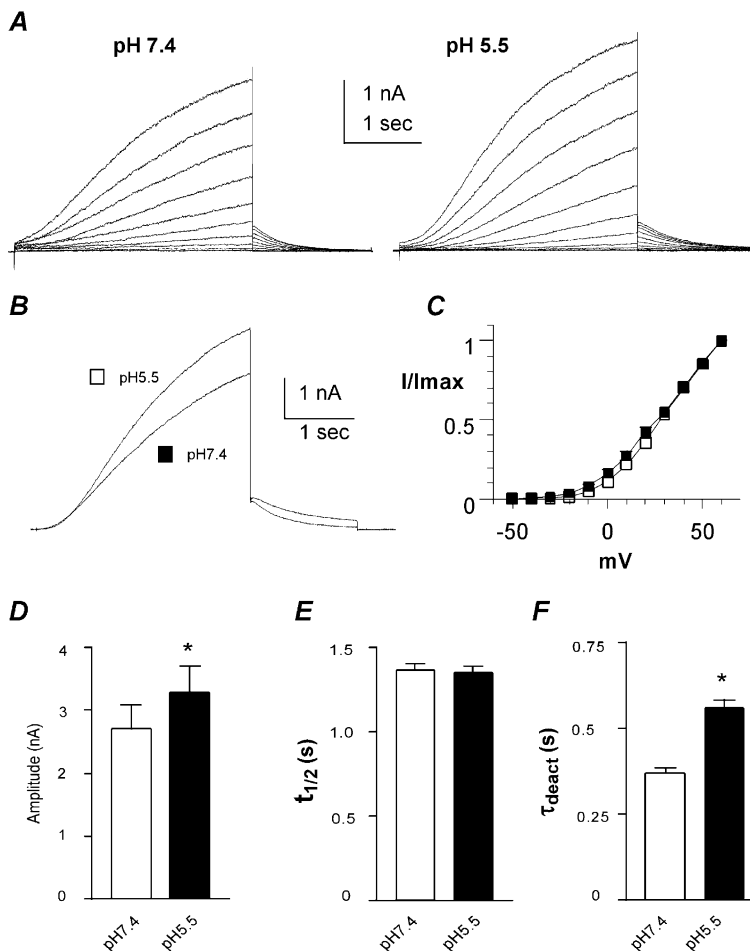 A
pH 7.4
pH 5.5
1 nA
1 sec
B
pH5.5
pH7.4
1 nA
1 sec
C
I/Imax
1
0.5
0
-50
0
50
mV
D
Amplitude (nA)
4
3
2
1
0
pH7.4
pH5.5
*
E
t1/2 (s)
1.5
1.0
0.5
0
pH7.4
pH5.5
F
τdeact (s)
0.75
0.5
0.25
0
pH7.4
pH5.5
*